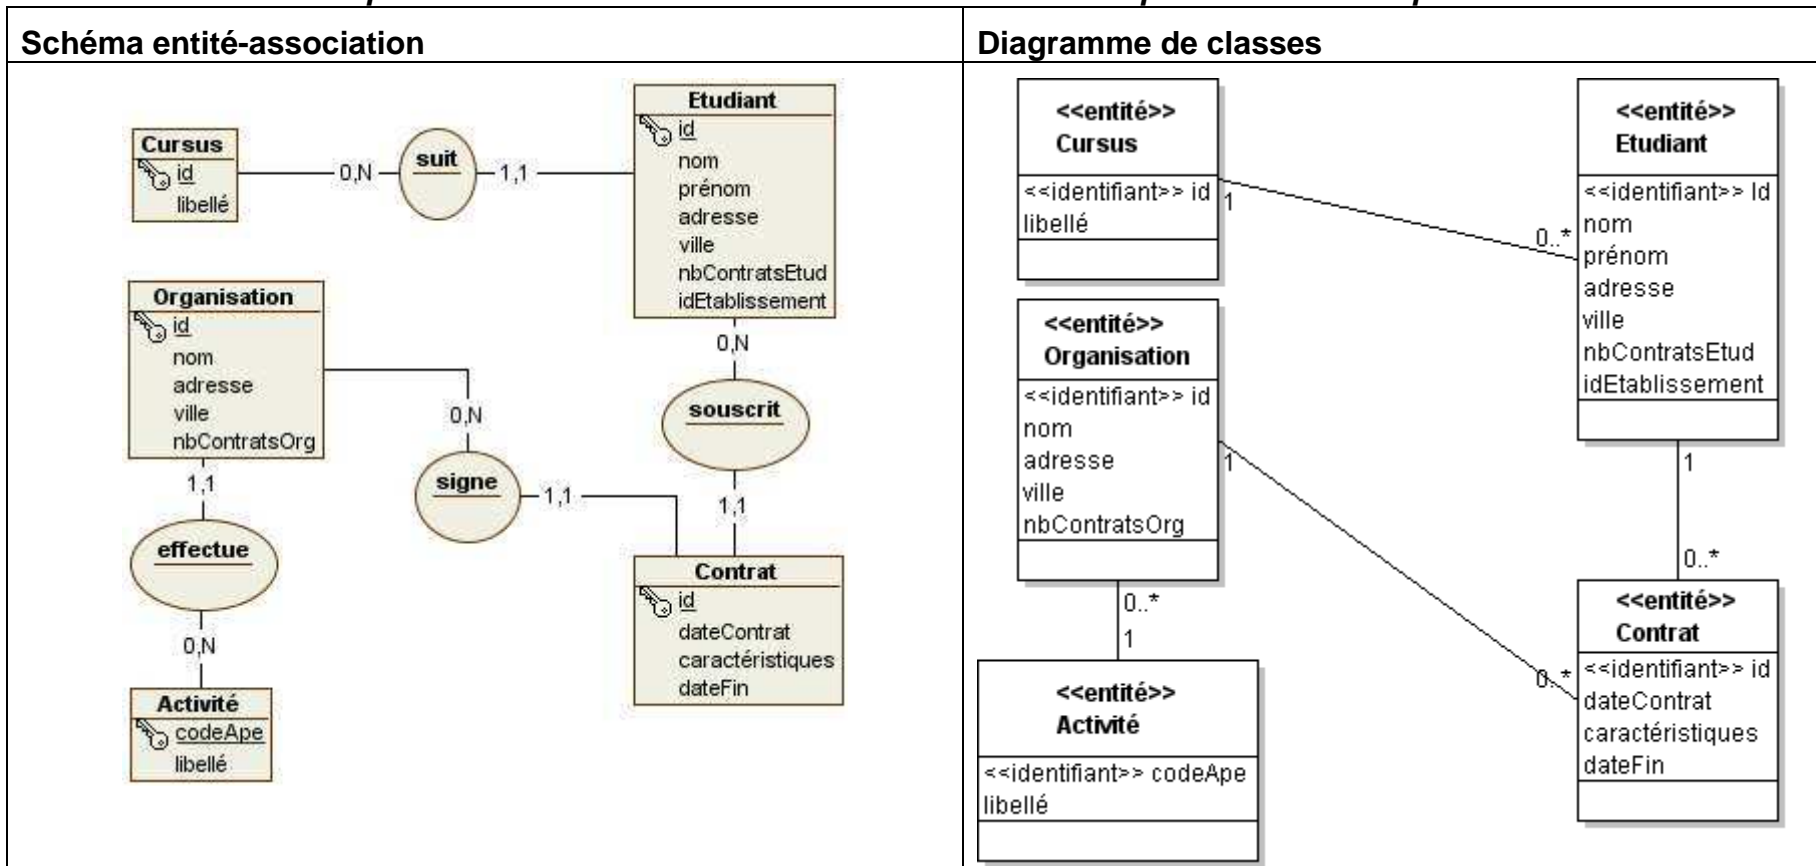 Schéma entité-association
Cursus
id
libellé
0,N
suit
1,1
Etudiant
id
nom
prénom
adresse
ville
nbContratsEtud
idEtablissement
Organisation
id
nom
adresse
ville
nbContratsOrg
0,N
signe
1,1
0,N
souscrit
1,1
1,1
effectue
0,N
Activité
codeApe
libellé
Contrat
id
dateContrat
caractéristiques
dateFin
Diagramme de classes
<<entité>>
Cursus
<<identifiant>> id
libellé
1
0..*
<<entité>>
Etudiant
<<identifiant>> Id
nom
prénom
adresse
ville
nbContratsEtud
idEtablissement
<<entité>>
Organisation
<<identifiant>> id
nom
adresse
ville
nbContratsOrg
1
0..*
1
0..*
0..*
1
<<entité>>
Activité
<<identifiant>> codeApe
libellé
<<entité>>
Contrat
<<identifiant>> id
dateContrat
caractéristiques
dateFin